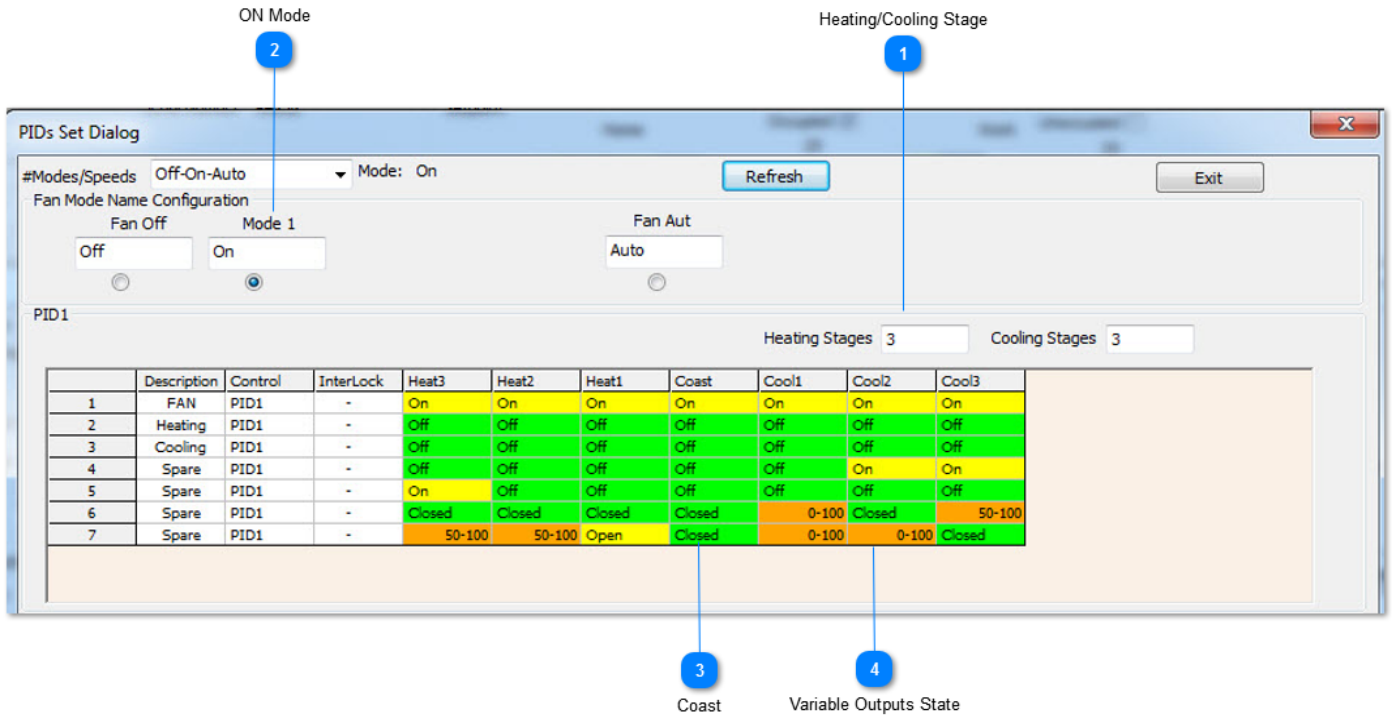 ON Mode
Heating/Cooling Stage
2
1
PIDs Set Dialog
X
#Modes/Speeds Off-On-Auto Mode: On Refresh Exit
Fan Mode Name Configuration
Fan Off Mode 1 Fan Aut
Off On Auto
PID1
Heating Stages 3 Cooling Stages 3
Description Control InterLock Heat3 Heat2 Heat1 Coast Cool1 Cool2 Cool3
1 FAN PID1 - On On On On On On On
2 Heating PID1 - Off Off Off Off Off Off Off
3 Cooling PID1 - Off Off Off Off Off Off Off
4 Spare PID1 - Off Off Off Off Off On On
5 Spare PID1 - On Off Off Off Off Off Off
6 Spare PID1 - Closed Closed Closed Closed 0-100 Closed 50-100
7 Spare PID1 - 50-100 50-100 Open Closed 0-100 0-100 Closed
3
4
Coast
Variable Outputs State